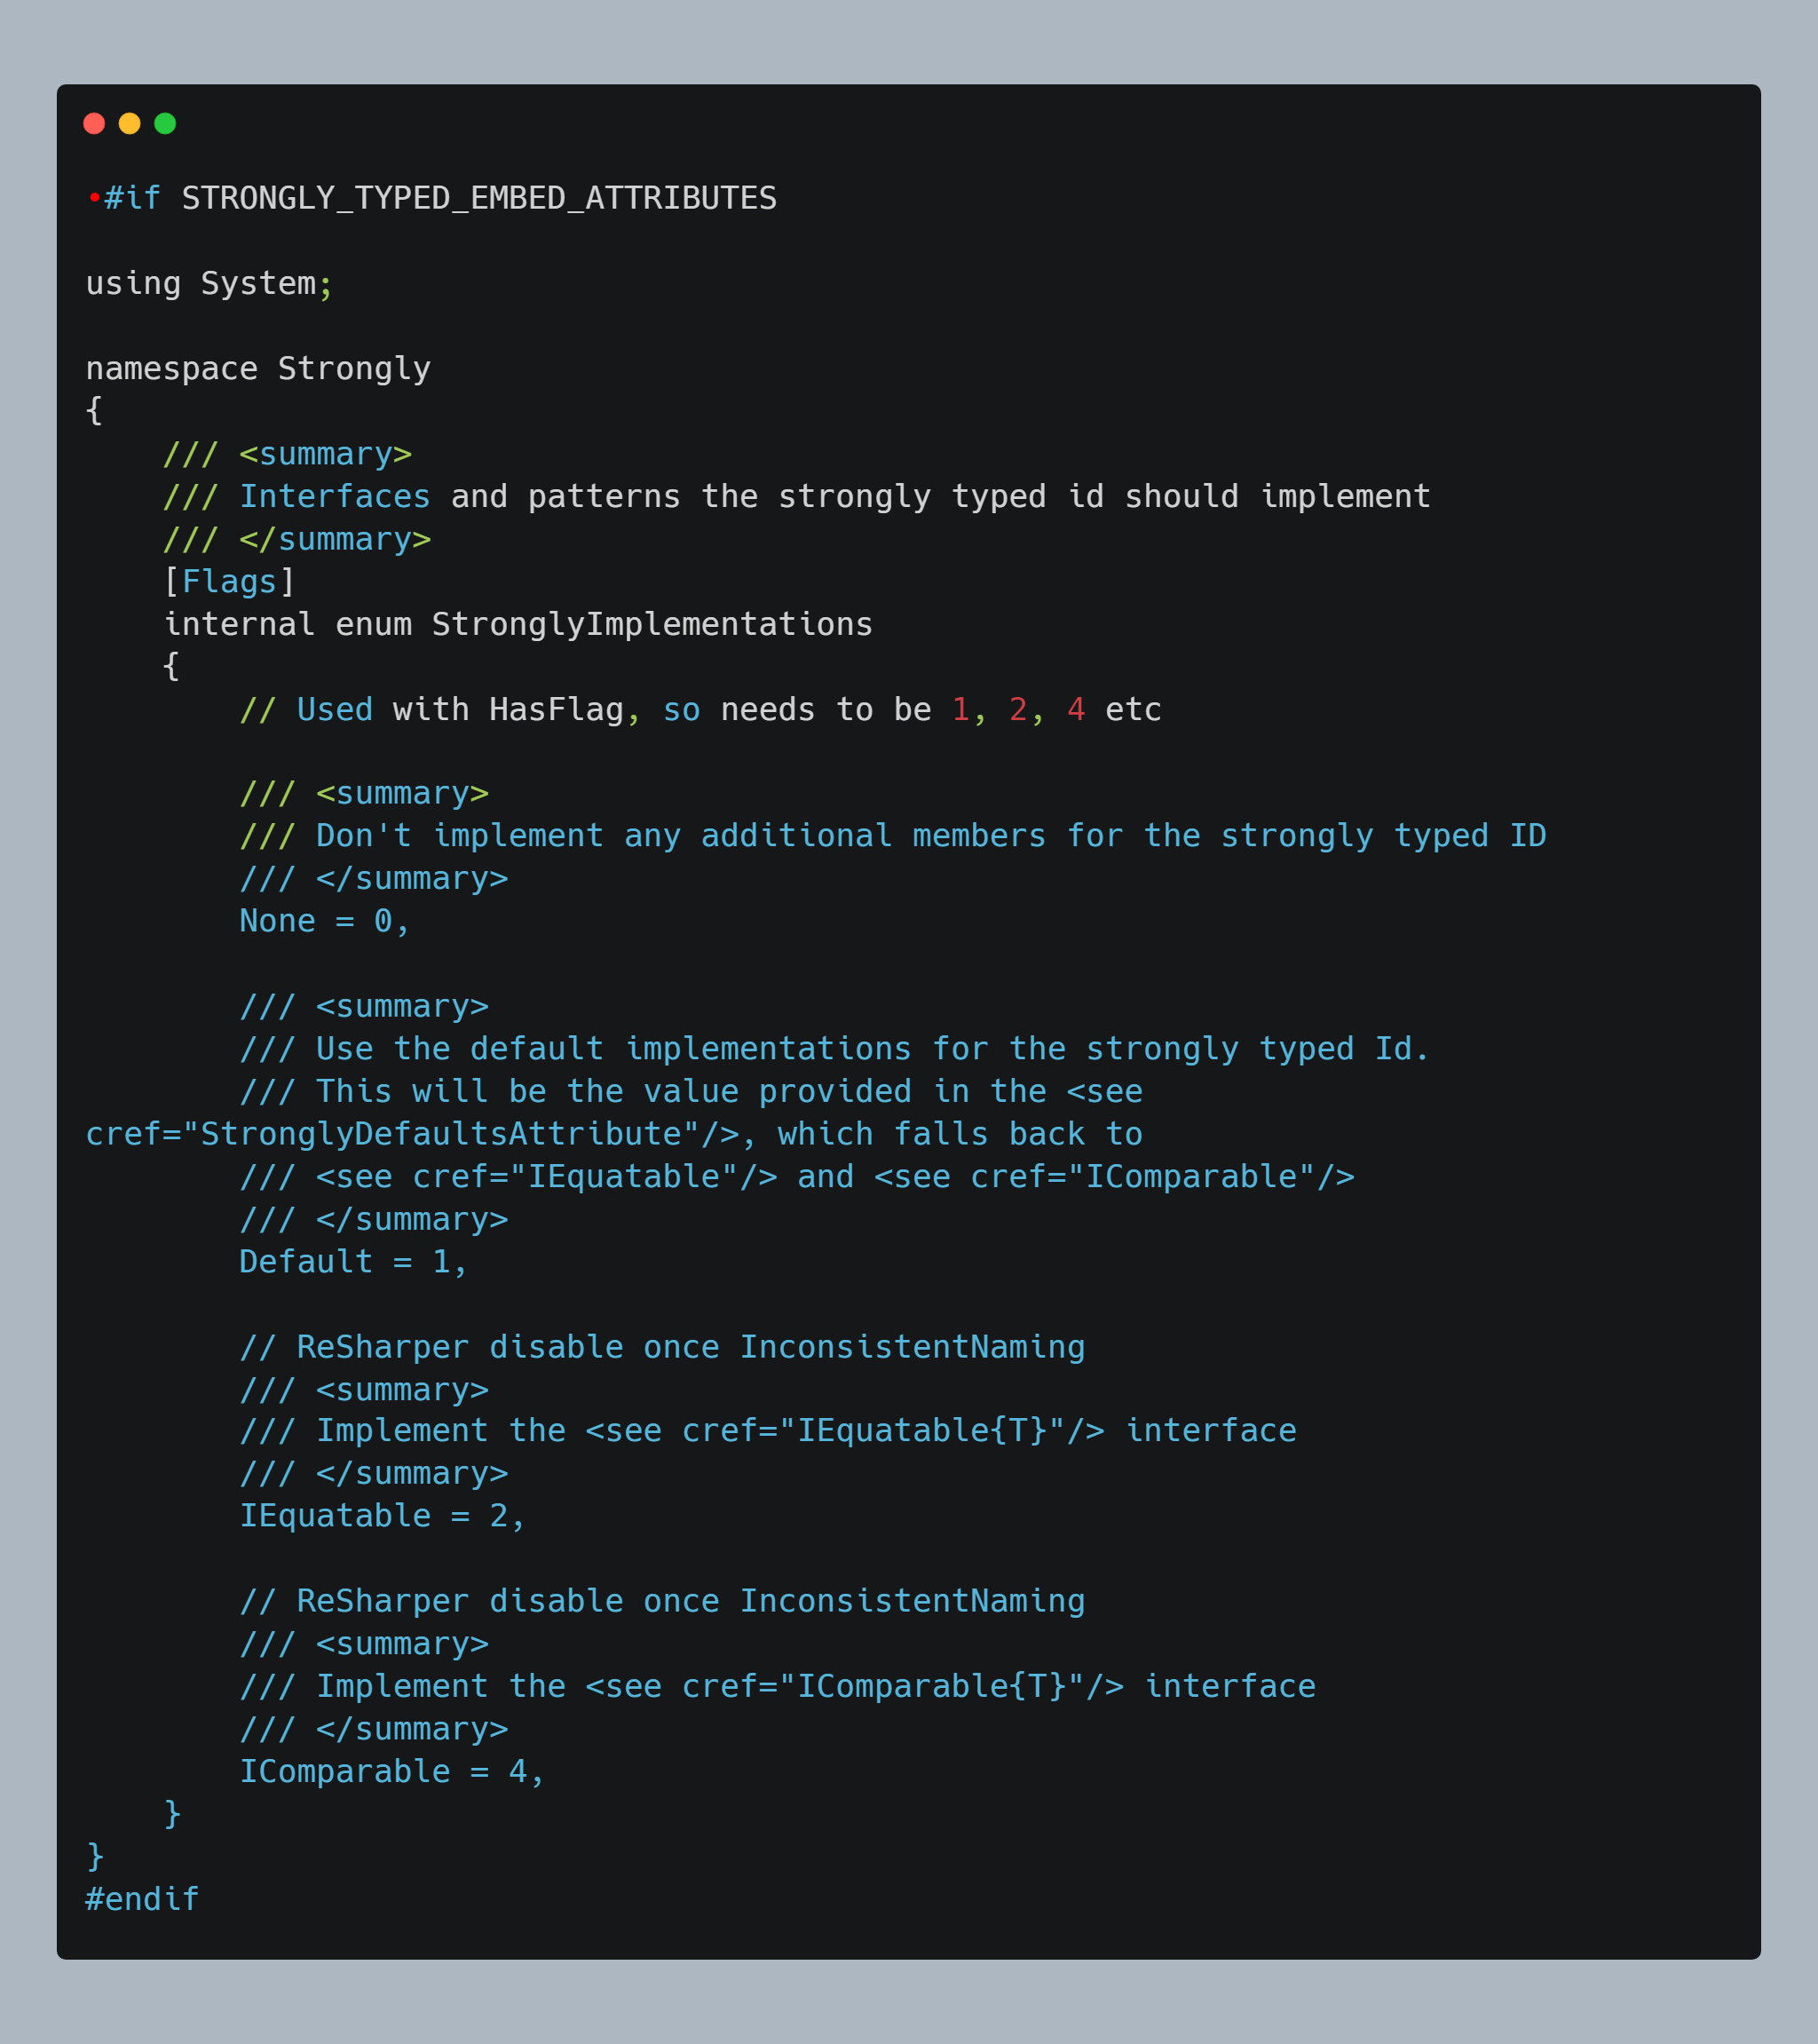 •#if STRONGLY_TYPED_EMBED_ATTRIBUTES

using System;

namespace Strongly
{
    /// <summary>
    /// Interfaces and patterns the strongly typed id should implement
    /// </summary>
    [Flags]
    internal enum StronglyImplementations
    {
        // Used with HasFlag, so needs to be 1, 2, 4 etc

        /// <summary>
        /// Don't implement any additional members for the strongly typed ID
        /// </summary>
        None = 0,

        /// <summary>
        /// Use the default implementations for the strongly typed Id.
        /// This will be the value provided in the <see
cref="StronglyDefaultsAttribute"/>, which falls back to
        /// <see cref="IEquatable"/> and <see cref="IComparable"/>
        /// </summary>
        Default = 1,

        // ReSharper disable once InconsistentNaming
        /// <summary>
        /// Implement the <see cref="IEquatable{T}"/> interface
        /// </summary>
        IEquatable = 2,

        // ReSharper disable once InconsistentNaming
        /// <summary>
        /// Implement the <see cref="IComparable{T}"/> interface
        /// </summary>
        IComparable = 4,
    }
}
#endif